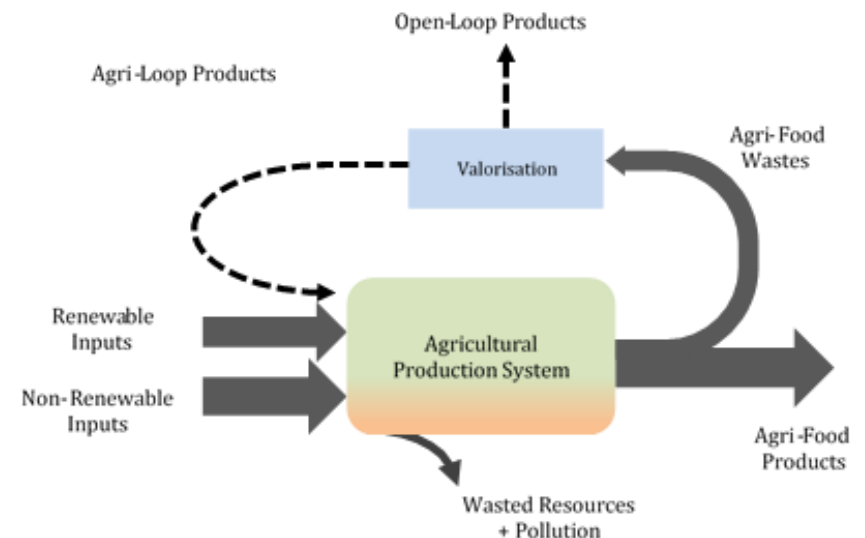 Open-Loop Products
Agri-Loop Products
Agri-Food
Wastes
Valorisation
Renewable
Inputs
Agricultural
Production System
Non-Renewable
Inputs
Agri-Food
Products
Wasted Resources
+ Pollution